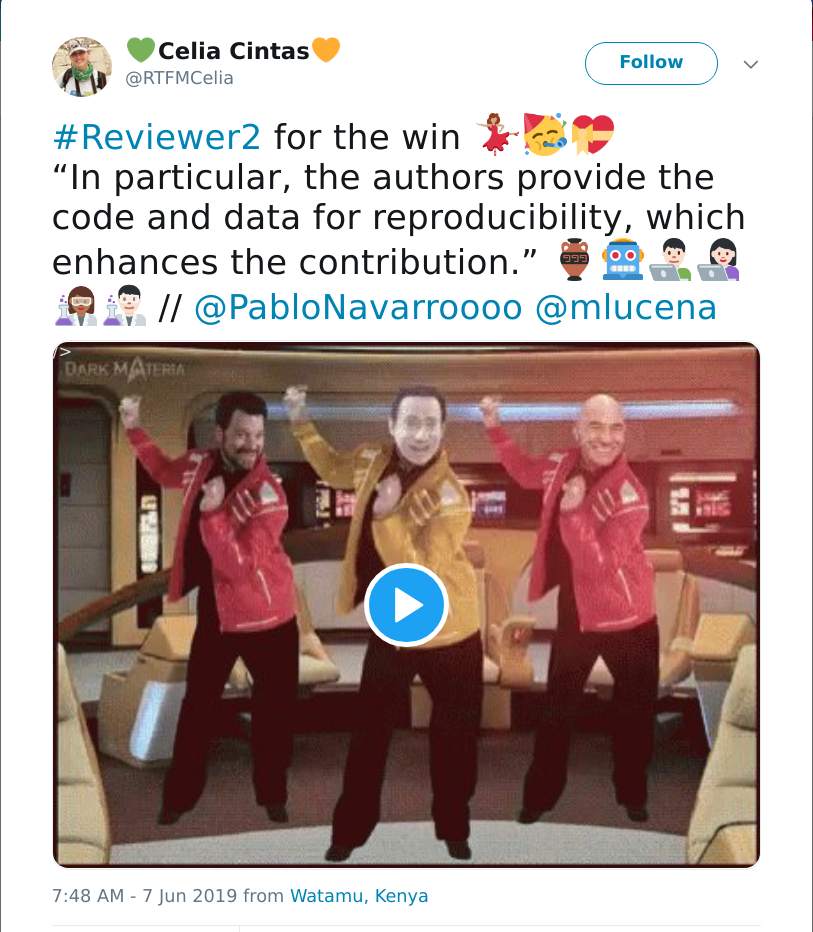 💚Celia Cintas🧡
@RTFMCelia
Follow
#Reviewer2 for the win 💃🥳💝
“In particular, the authors provide the
code and data for reproducibility, which
enhances the contribution.” 🏺🤖👨🏻‍💻👩🏻‍💻
👩🏽‍🔬👨🏻‍🔬 // @PabloNavarroooo @mlucena
/>
DARK MATERIA
7:48 AM - 7 Jun 2019 from Watamu, Kenya